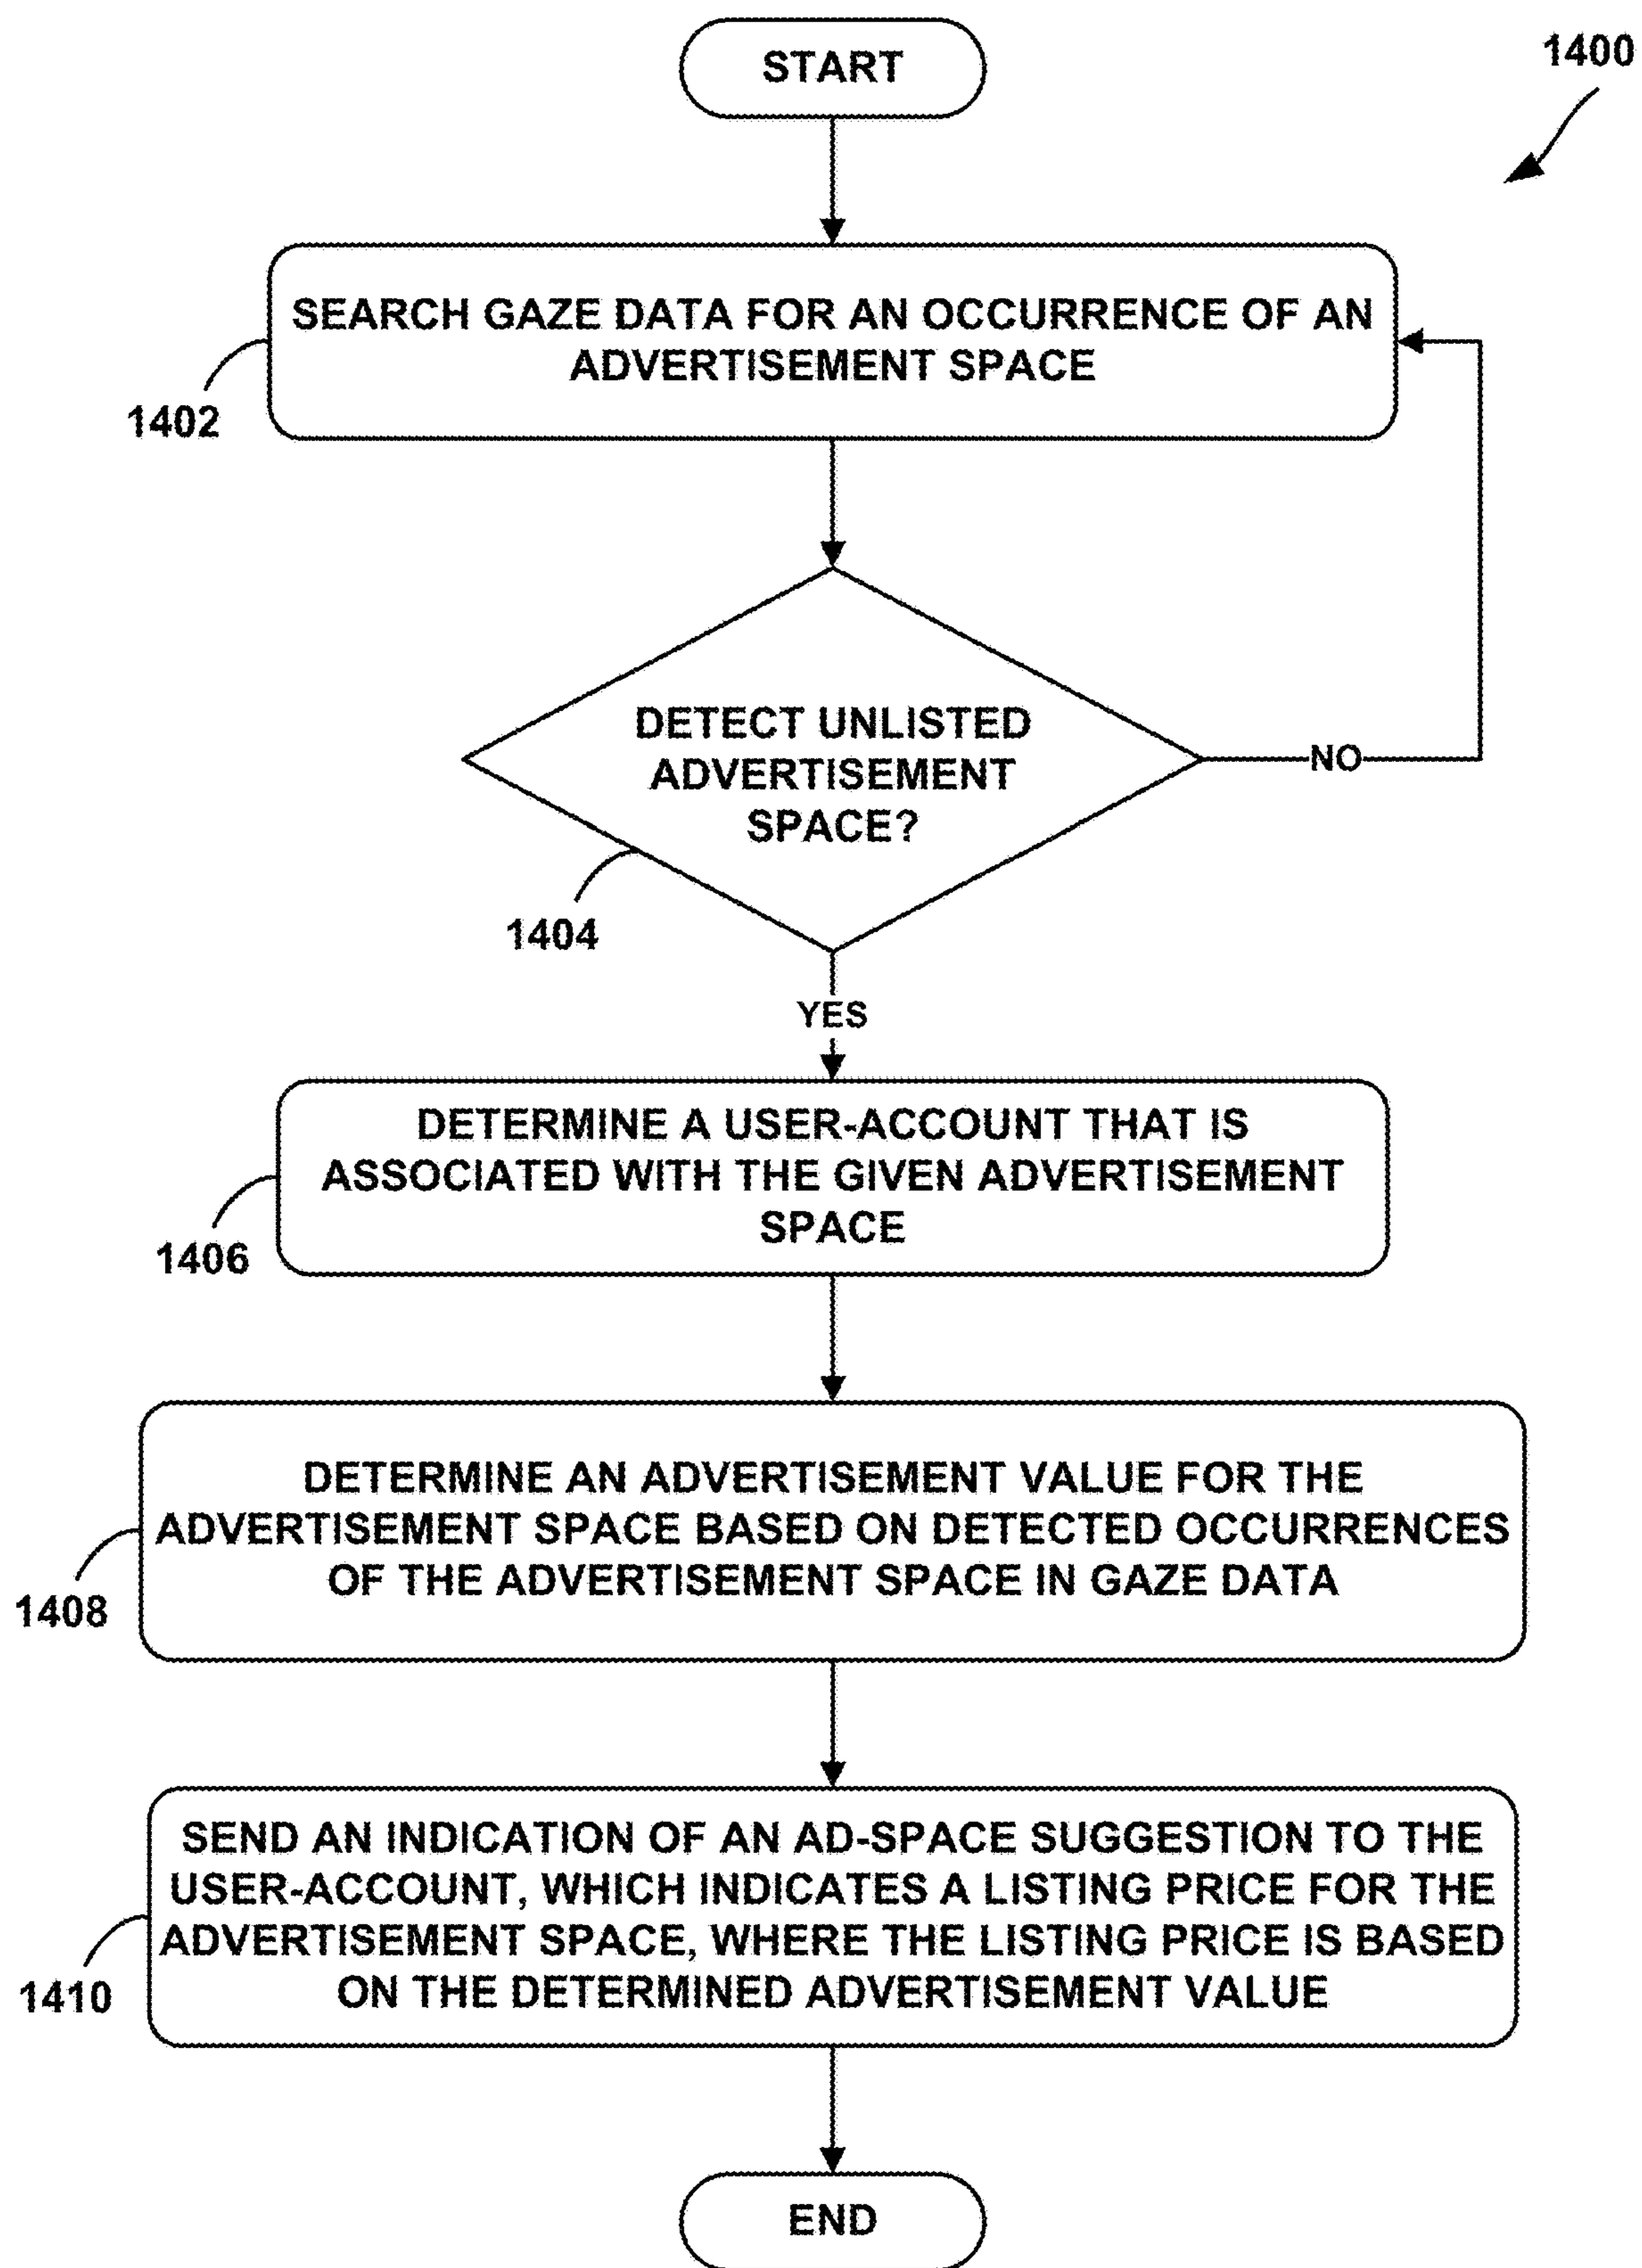 START
1400
SEARCH GAZE DATA FOR AN OCCURRENCE OF AN
ADVERTISEMENT SPACE
1402
DETECT UNLISTED
ADVERTISEMENT
SPACE?
NO
1404
YES
DETERMINE A USER-ACCOUNT THAT IS
ASSOCIATED WITH THE GIVEN ADVERTISEMENT
SPACE
1406
DETERMINE AN ADVERTISEMENT VALUE FOR THE
ADVERTISEMENT SPACE BASED ON DETECTED OCCURRENCES
OF THE ADVERTISEMENT SPACE IN GAZE DATA
1408
SEND AN INDICATION OF AN AD-SPACE SUGGESTION TO THE
USER-ACCOUNT, WHICH INDICATES A LISTING PRICE FOR THE
ADVERTISEMENT SPACE, WHERE THE LISTING PRICE IS BASED
ON THE DETERMINED ADVERTISEMENT VALUE
1410
END